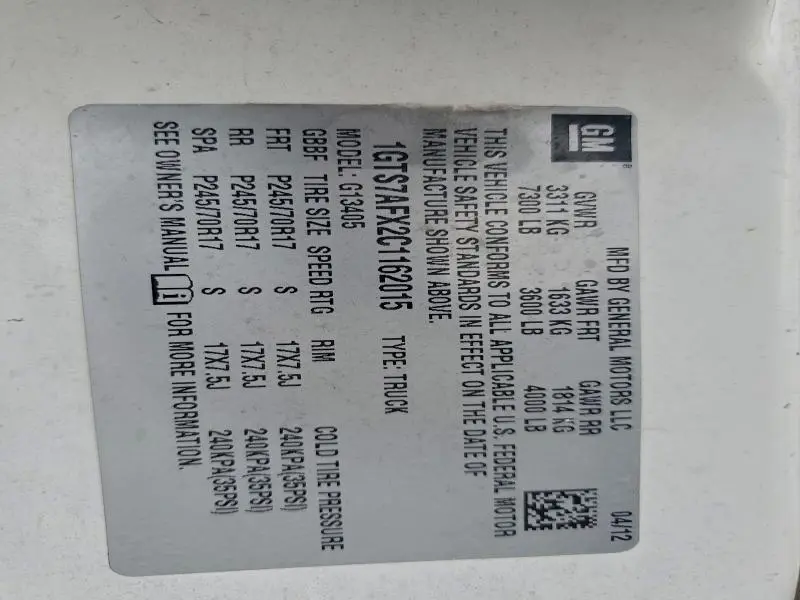 GM ®
MFD BY GENERAL MOTORS LLC 04/12
GVWR GAWR FRT GAWR RR
3311 KG 1633 KG 1814 KG
7300 LB 3600 LB 4000 LB
THIS VEHICLE CONFORMS TO ALL APPLICABLE U.S. FEDERAL MOTOR
VEHICLE SAFETY STANDARDS IN EFFECT ON THE DATE OF
MANUFACTURE SHOWN ABOVE.
1GTS7AFX2C1162015 TYPE: TRUCK
MODEL: G13405
GBBF TIRE SIZE SPEED RTG RIM COLD TIRE PRESSURE
FRT P245/70R17 S 17X7.5J 240KPA(35PSI)
RR P245/70R17 S 17X7.5J 240KPA(35PSI)
SPA P245/70R17 S 17X7.5J 240KPA(35PSI)
SEE OWNER'S MANUAL FOR MORE INFORMATION.